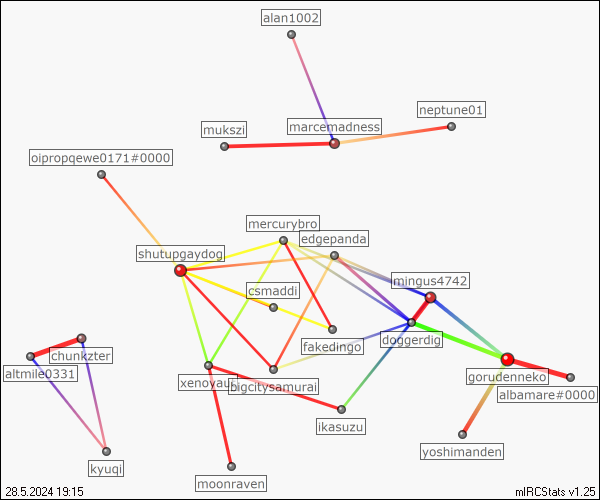 alan1002
neptune01
marcemadness
mukszi
oipropqewe0171#0000
mercurybro
edgepanda
shutupgaydog
mingus4742
csmaddi
fakedingo
doggerdig
chunkzter
altmile0331
gorudenneko
bigcitysamurai
albamare#0000
ikasuzu
yoshimanden
kyuqi
moonraven
28.5.2024 19:15
mIRCStats v1.25